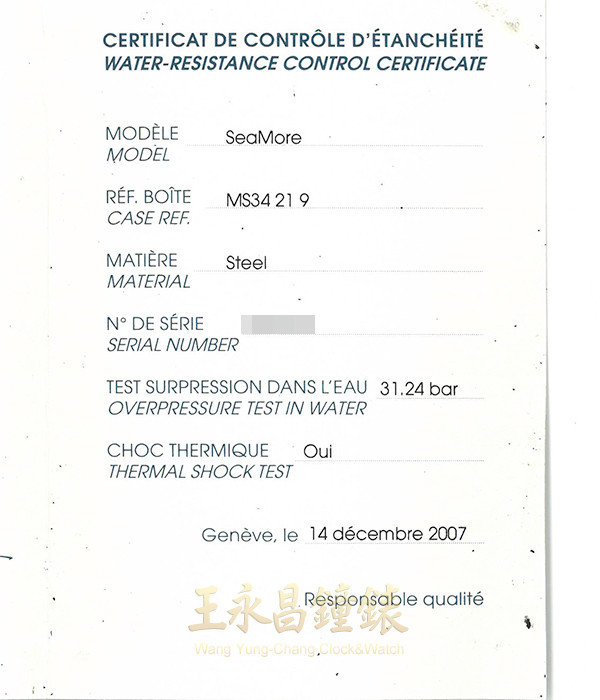 CERTIFICAT DE CONTRÔLE D'ÉTANCHÉITÉ
WATER-RESISTANCE CONTROL CERTIFICATE
MODÈLE SeaMore
MODEL
RÉF. BOÎTE MS34 21 9
CASE REF.
MATIÈRE Steel
MATERIAL
N° DE SÉRIE
SERIAL NUMBER
TEST SURPRESSION DANS L'EAU 31.24 bar
OVERPRESSURE TEST IN WATER
CHOC THERMIQUE Oui
THERMAL SHOCK TEST
Genève, le 14 décembre 2007
Responsable qualité
王永昌鐘錶
Wang Yung-Chang Clock&Watch